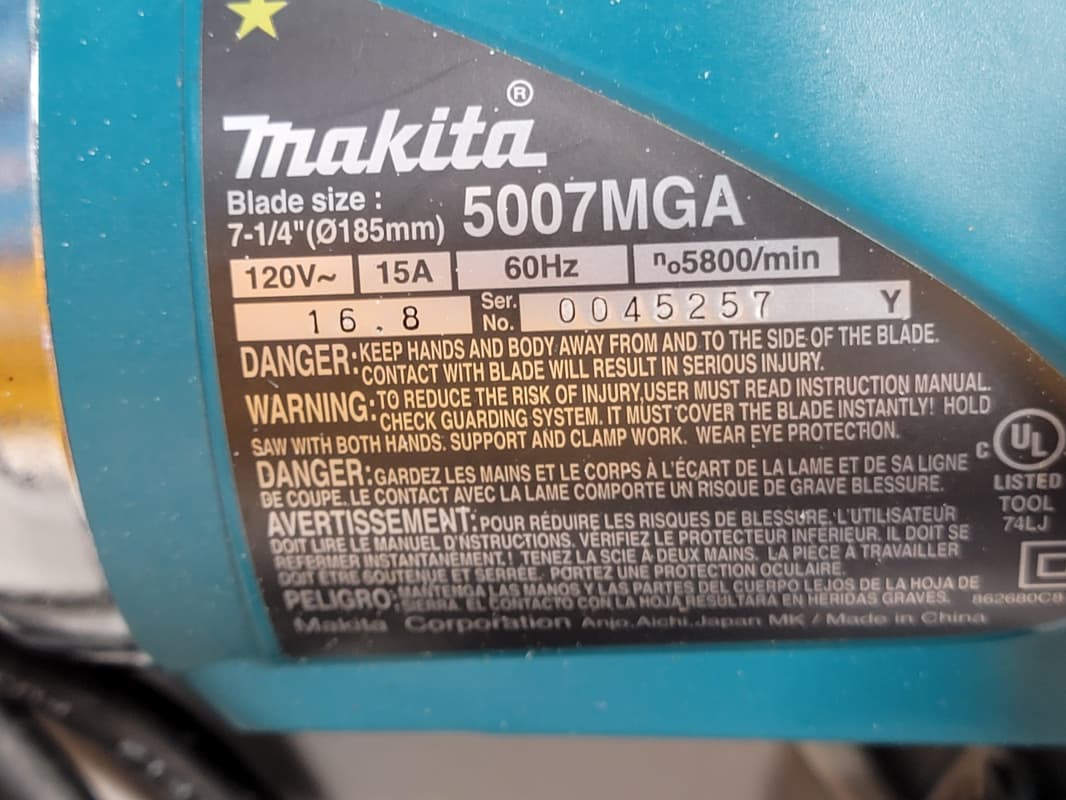 Makita®
Blade size :
7-1/4"(Ø185mm) 5007MGA
120V~ 15A 60Hz no5800/min
16.8 Ser. No. 0045257 Y
DANGER: KEEP HANDS AND BODY AWAY FROM AND TO THE SIDE OF THE BLADE.
CONTACT WITH BLADE WILL RESULT IN SERIOUS INJURY.
WARNING: TO REDUCE THE RISK OF INJURY,USER MUST READ INSTRUCTION MANUAL.
CHECK GUARDING SYSTEM. IT MUST COVER THE BLADE INSTANTLY! HOLD
SAW WITH BOTH HANDS. SUPPORT AND CLAMP WORK. WEAR EYE PROTECTION.
DANGER: GARDEZ LES MAINS ET LE CORPS À L'ÉCART DE LA LAME ET DE SA LIGNE
DE COUPE. LE CONTACT AVEC LA LAME COMPORTE UN RISQUE DE GRAVE BLESSURE.
AVERTISSEMENT: POUR RÉDUIRE LES RISQUES DE BLESSURE, L'UTILISATEUR
DOIT LIRE LE MANUEL D'NSTRUCTIONS. VÉRIFIEZ LE PROTECTEUR INFÉRIEUR. IL DOIT SE
REFERMER INSTANTANÉMENT! TENEZ LA SCIE À DEUX MAINS. LA PIÈCE À TRAVAILLER
DOIT ÊTRE SOUTENUE ET SERRÉE. PORTEZ UNE PROTECTION OCULAIRE.
PELIGRO: MANTENGA LAS MANOS Y LAS PARTES DEL CUERPO LEJOS DE LA HOJA DE
SIERRA. EL CONTACTO CON LA HOJA RESULTARA EN HERIDAS GRAVES. 862680C8
Makita Corporation Anjo, Aichi, Japan MK / Made in China
C UL
LISTED
TOOL
74LJ